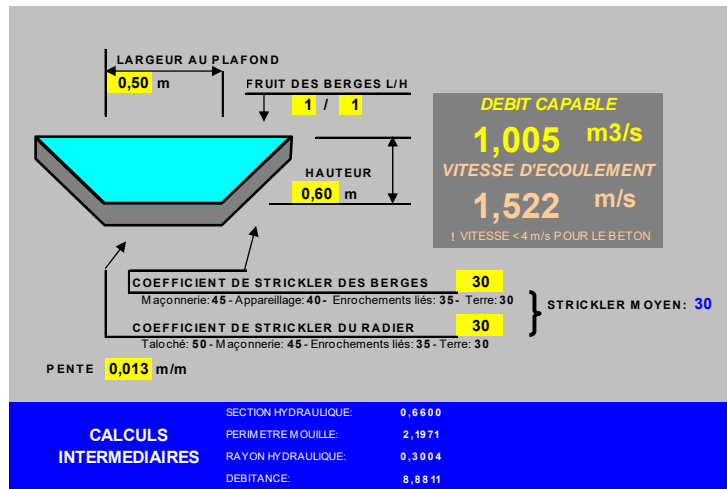 LARGEUR AU PLAFOND
0,50 m
FRUIT DES BERGES L/H
1 / 1
DEBIT CAPABLE
1,005 m3/s
VITESSE D'ECOULEMENT
1,522 m/s
! VITESSE < 4 m/s POUR LE BETON
HAUTEUR
0,60 m
COEFFICIENT DE STRICKLER DES BERGES 30
Maçonnerie: 45 - Appareillage: 40 - Enrochements liés: 35 - Terre: 30
STRICKLER MOYEN: 30
COEFFICIENT DE STRICKLER DU RADIER 30
Taloché: 50 - Maçonnerie: 45 - Enrochements liés: 35 - Terre: 30
PENTE 0,013 m/m
CALCULS
INTERMEDIAIRES
SECTION HYDRAULIQUE: 0,6600
PERIMETRE MOUILLE: 2,1971
RAYON HYDRAULIQUE: 0,3004
DEBITANCE: 8,8811